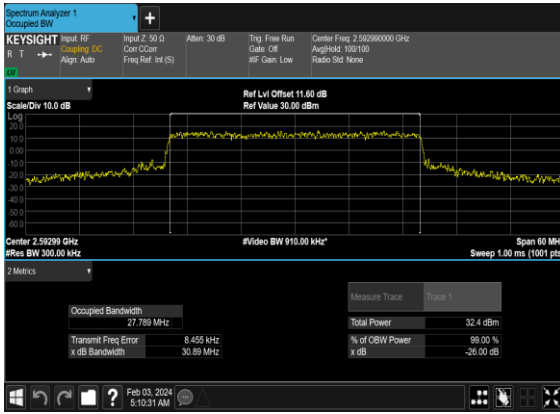 Spectrum Analyzer 1
Occupied BW
KEYSIGHT
R T
LXI
Input: RF
Coupling: DC
Align: Auto
Input Z: 50 Ω
Corr CCorr
Freq Ref: Int (S)
Atten: 30 dB
Trig: Free Run
Gate: Off
#IF Gain: Low
Center Freq: 2.592990000 GHz
Avg|Hold: 100/100
Radio Std: None
1 Graph
Scale/Div 10.0 dB
Ref Lvl Offset 11.60 dB
Ref Value 30.00 dBm
Log
20.0
10.0
0.00
-10.0
-20.0
-30.0
-40.0
-50.0
-60.0
Center 2.59299 GHz
#Res BW 300.00 kHz
#Video BW 910.00 kHz*
Span 60 MH
Sweep 1.00 ms (1001 pts
2 Metrics
Measure Trace Trace 1
Occupied Bandwidth
27.789 MHz
Total Power 32.4 dBm
Transmit Freq Error 8.455 kHz
% of OBW Power 99.00 %
x dB Bandwidth 30.89 MHz
x dB -26.00 dB
?
Feb 03, 2024
5:10:31 AM